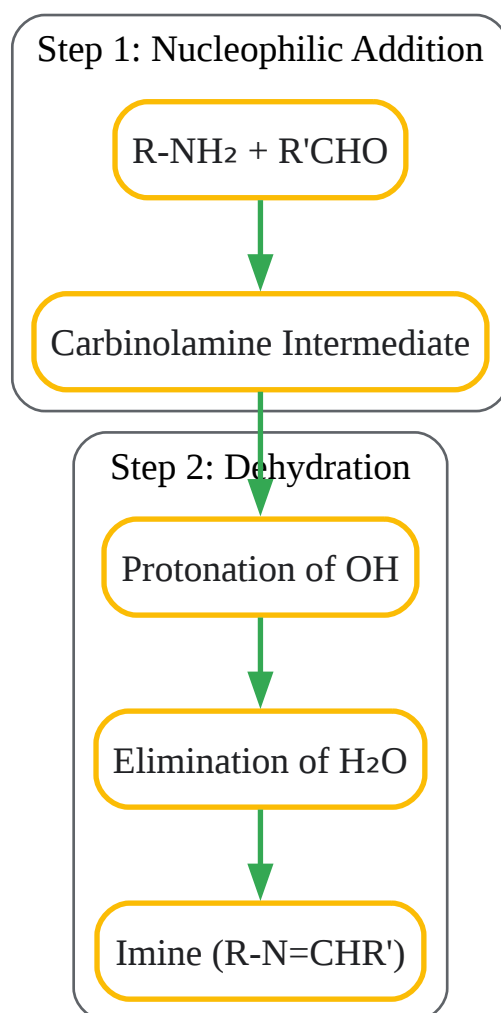 Step 1: Nucleophilic Addition
R-NH₂ + R'CHO
Carbinolamine Intermediate
Step 2: Dehydration
Protonation of OH
Elimination of H₂O
Imine (R-N=CHR')